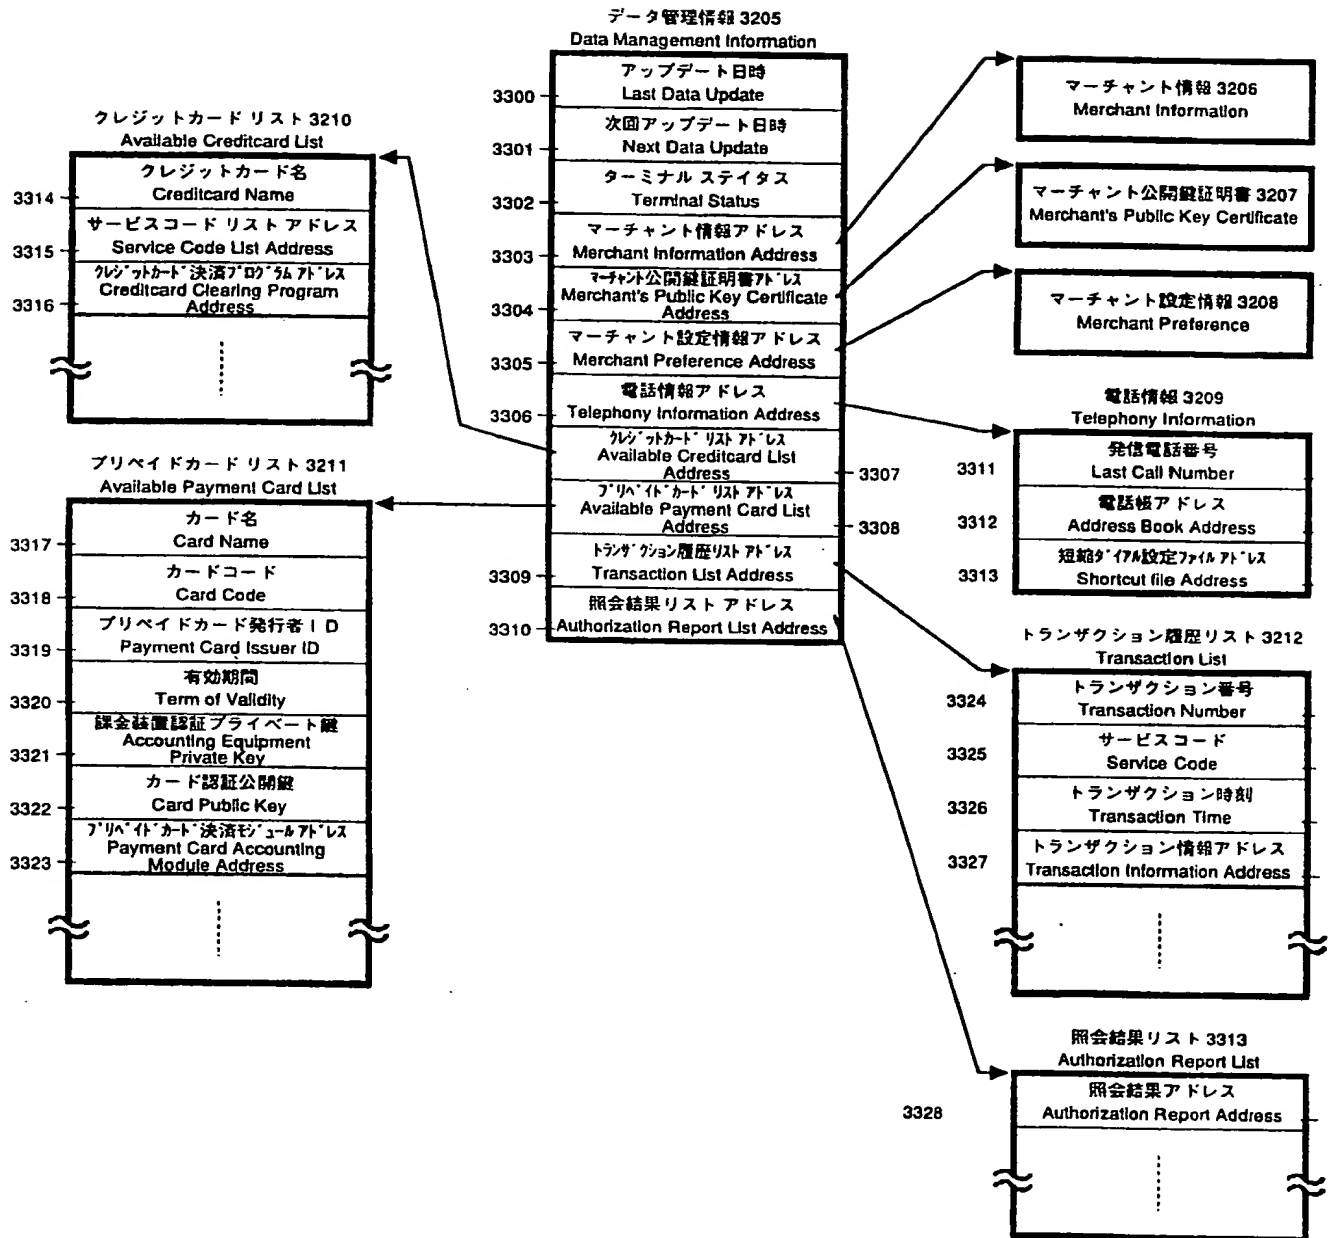 データ管理情報 3205
Data Management Information
3300
アップデート日時
Last Data Update
3301
次回アップデート日時
Next Data Update
3302
ターミナル ステイタス
Terminal Status
3303
マーチャント情報アドレス
Merchant Information Address
3304
マーチャント公開鍵証明書アドレス
Merchant's Public Key Certificate
Address
3305
マーチャント設定情報アドレス
Merchant Preference Address
3306
電話情報アドレス
Telephony Information Address
クレジットカード リスト アドレス
Available Creditcard List
Address
3307
プリペイドカード リスト アドレス
Available Payment Card List
Address
3308
3309
トランザクション履歴リスト アドレス
Transaction List Address
3310
照会結果リスト アドレス
Authorization Report List Address
クレジットカード リスト 3210
Available Creditcard List
3314
クレジットカード名
Creditcard Name
3315
サービスコード リスト アドレス
Service Code List Address
3316
クレジットカード決済プログラム アドレス
Creditcard Clearing Program
Address
プリペイドカード リスト 3211
Available Payment Card List
3317
カード名
Card Name
3318
カードコード
Card Code
3319
プリペイドカード発行者ID
Payment Card Issuer ID
3320
有効期間
Term of Validity
3321
課金装置認証プライベート鍵
Accounting Equipment
Private Key
3322
カード認証公開鍵
Card Public Key
3323
プリペイドカード決済モジュール アドレス
Payment Card Accounting
Module Address
マーチャント情報 3206
Merchant Information
マーチャント公開鍵証明書 3207
Merchant's Public Key Certificate
マーチャント設定情報 3208
Merchant Preference
電話情報 3209
Telephony Information
3311
発信電話番号
Last Call Number
3312
電話帳アドレス
Address Book Address
3313
短縮ダイアル設定ファイル アドレス
Shortcut file Address
トランザクション履歴リスト 3212
Transaction List
3324
トランザクション番号
Transaction Number
3325
サービスコード
Service Code
3326
トランザクション時刻
Transaction Time
3327
トランザクション情報アドレス
Transaction Information Address
照会結果リスト 3313
Authorization Report List
3328
照会結果アドレス
Authorization Report Address